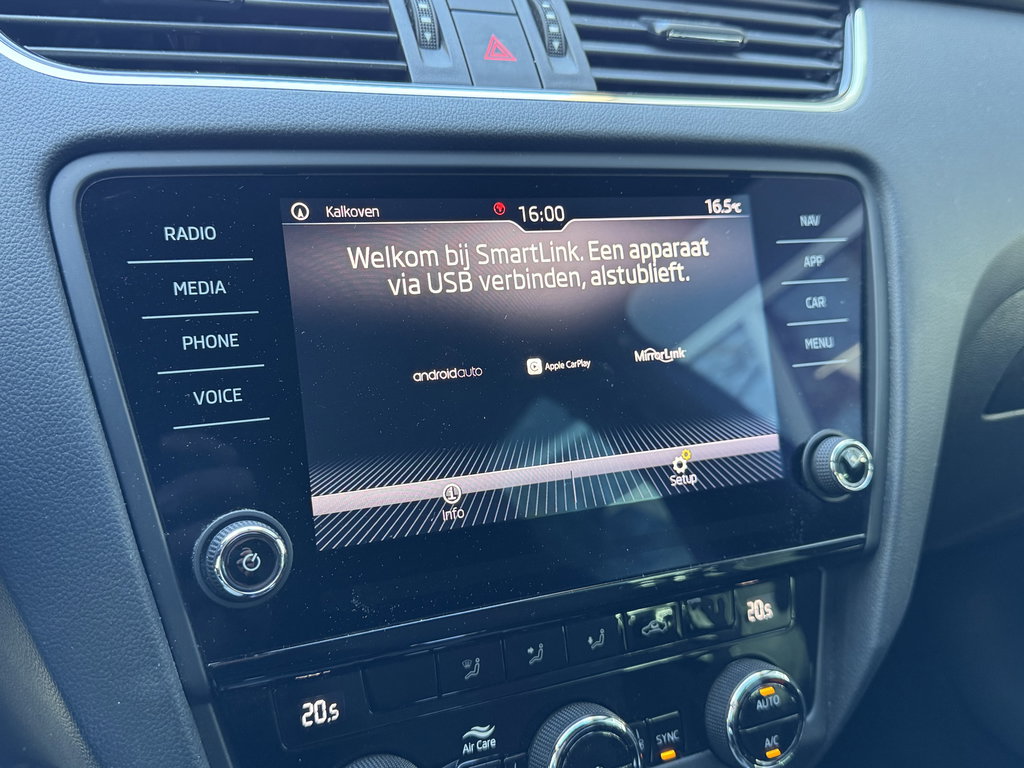 Kalkoven
16:00
16.5°C
RADIO
MEDIA
PHONE
VOICE
Welkom bij SmartLink. Een apparaat
via USB verbinden, alstublieft.
androidauto
Apple CarPlay
MirrorLink
Info
Setup
NAV
APP
CAR
MENU
20.5
20.5
Air Care
SYNC
AUTO
A/C